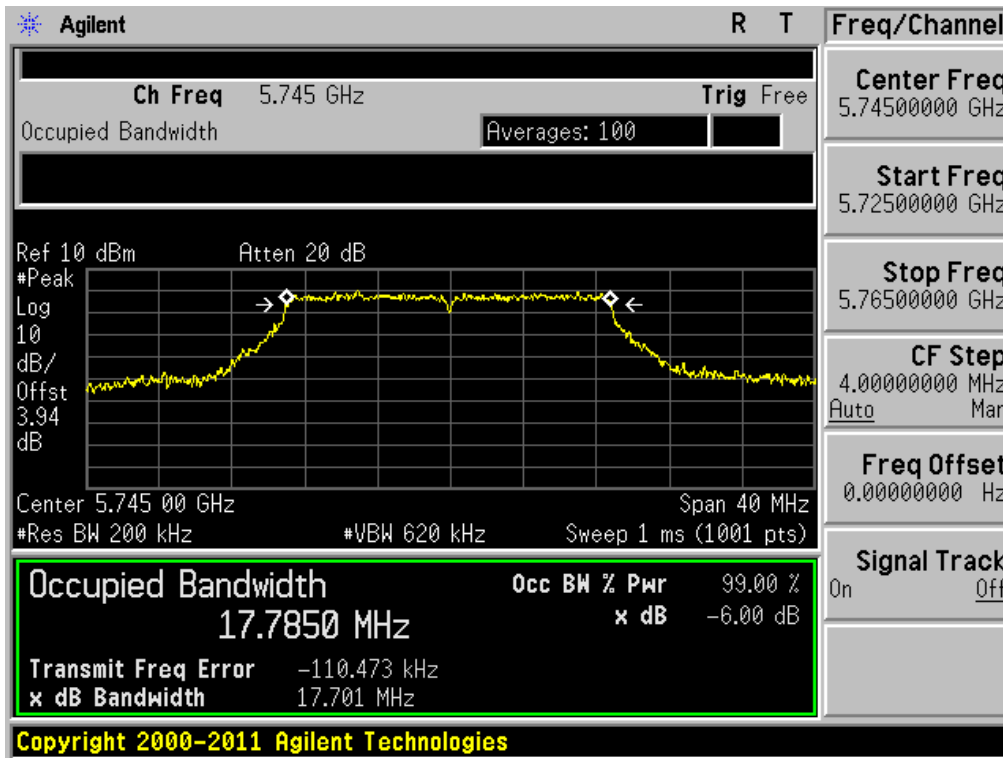 Agilent R T
Ch Freq 5.745 GHz Trig Free
Occupied Bandwidth Averages: 100
Ref 10 dBm Atten 20 dB
#Peak
Log
10
dB/
Offst
3.94
dB
Center 5.745 00 GHz Span 40 MHz
#Res BW 200 kHz #VBW 620 kHz Sweep 1 ms (1001 pts)
Occupied Bandwidth Occ BW % Pwr 99.00 %
17.7850 MHz x dB -6.00 dB
Transmit Freq Error -110.473 kHz
x dB Bandwidth 17.701 MHz
Copyright 2000-2011 Agilent Technologies
Freq/Channel
Center Freq
5.74500000 GHz
Start Freq
5.72500000 GHz
Stop Freq
5.76500000 GHz
CF Step
4.00000000 MHz
Auto Man
Freq Offset
0.00000000 Hz
Signal Track
On Off